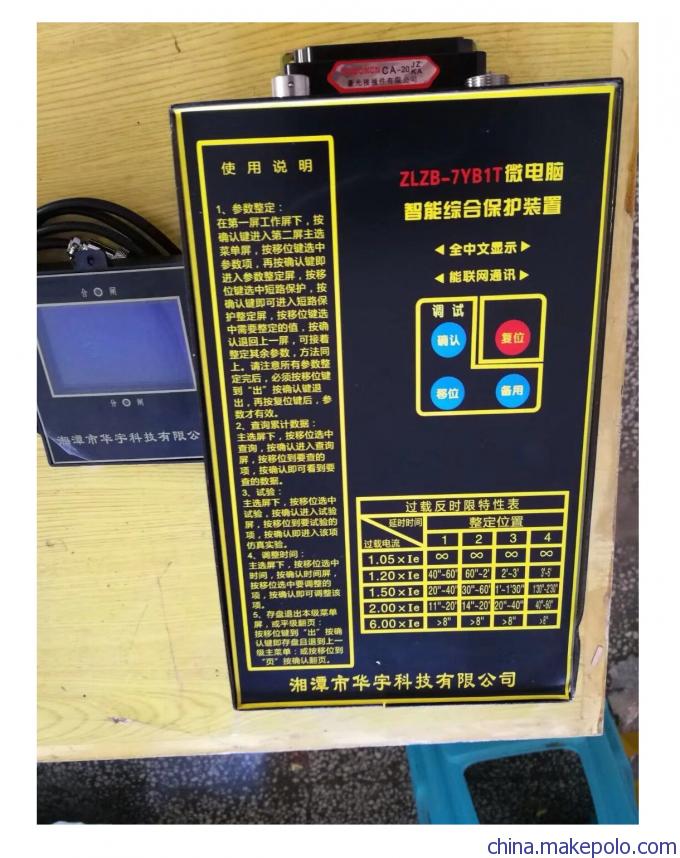 CA-20
JZ
KA
使用说明
1、参数整定：
在第一屏工作屏下，按
确认键进入第二屏主选
菜单屏，按移位键选中
参数项，再按确认键即
进入参数整定屏，按移
位键选中短路保护，按
确认键即可进入短路保
护整定屏，按移位键选
中需要整定的值，按确
认退回上一屏，可接着
整定其余参数，方法同
上。请注意所有参数整
定完后，必须按移位键
到“出”按确认键退
出，再按复位键后，参
数才有效。
2、查询累计数据：
主选屏下，按移位选中
查询，按确认进入查询
屏，按移位到要查的
项，按确认即可看到要
查的数据。
3、试验：
主选屏下，按移位选中
试验，按确认进入试验
屏，按移位到要试验的
项，按确认即进入该项
仿真实验。
4、调整时间：
主选屏下，按移位选中
时间，按确认时间屏，
按移位选中要调整的
项，按确认即可调整该
项。
5、存盘退出本级菜单
屏，或平级翻页：
按移位键到“出”按确
认键即存盘且退到上一
级主菜单；或按移位到
“页”按确认翻页。
ZLZB-7YB1T微电脑
智能综合保护装置
全中文显示
能联网通讯
调试
确认
复位
移位
备用
过载反时限特性表
延时时间
过载电流
整定位置
1 2 3 4
1.05×Ie ∞ ∞ ∞ ∞
1.20×Ie 40"-60" 60"-2' 2'-3' 3'-6'
1.50×Ie 20"-40" 30"-60" 1'-1'30" 1'30"-2'30"
2.00×Ie 11"-20" 14"-20" 20"-40" 40"-60"
6.00×Ie >8" >8" >8" >8"
湘潭市华宇科技有限公司
合 闸
分 闸
湘潭市华宇科技有限公
china.makepolo.com